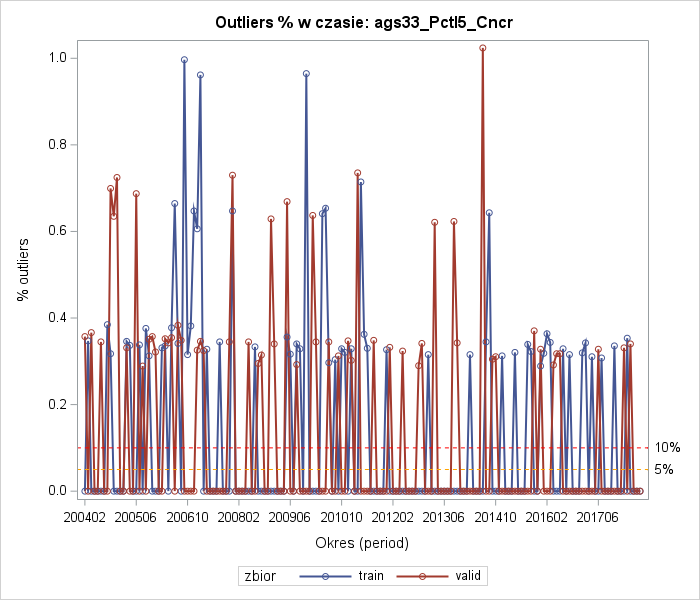 Outliers % w czasie: ags33_Pctl5_Cncr
1.0
0.8
0.6
0.4
0.2
0.0
% outliers
10%
5%
200402 200506 200610 200802 200906 201010 201202 201306 201410 201602 201706
Okres (period)
zbior train valid